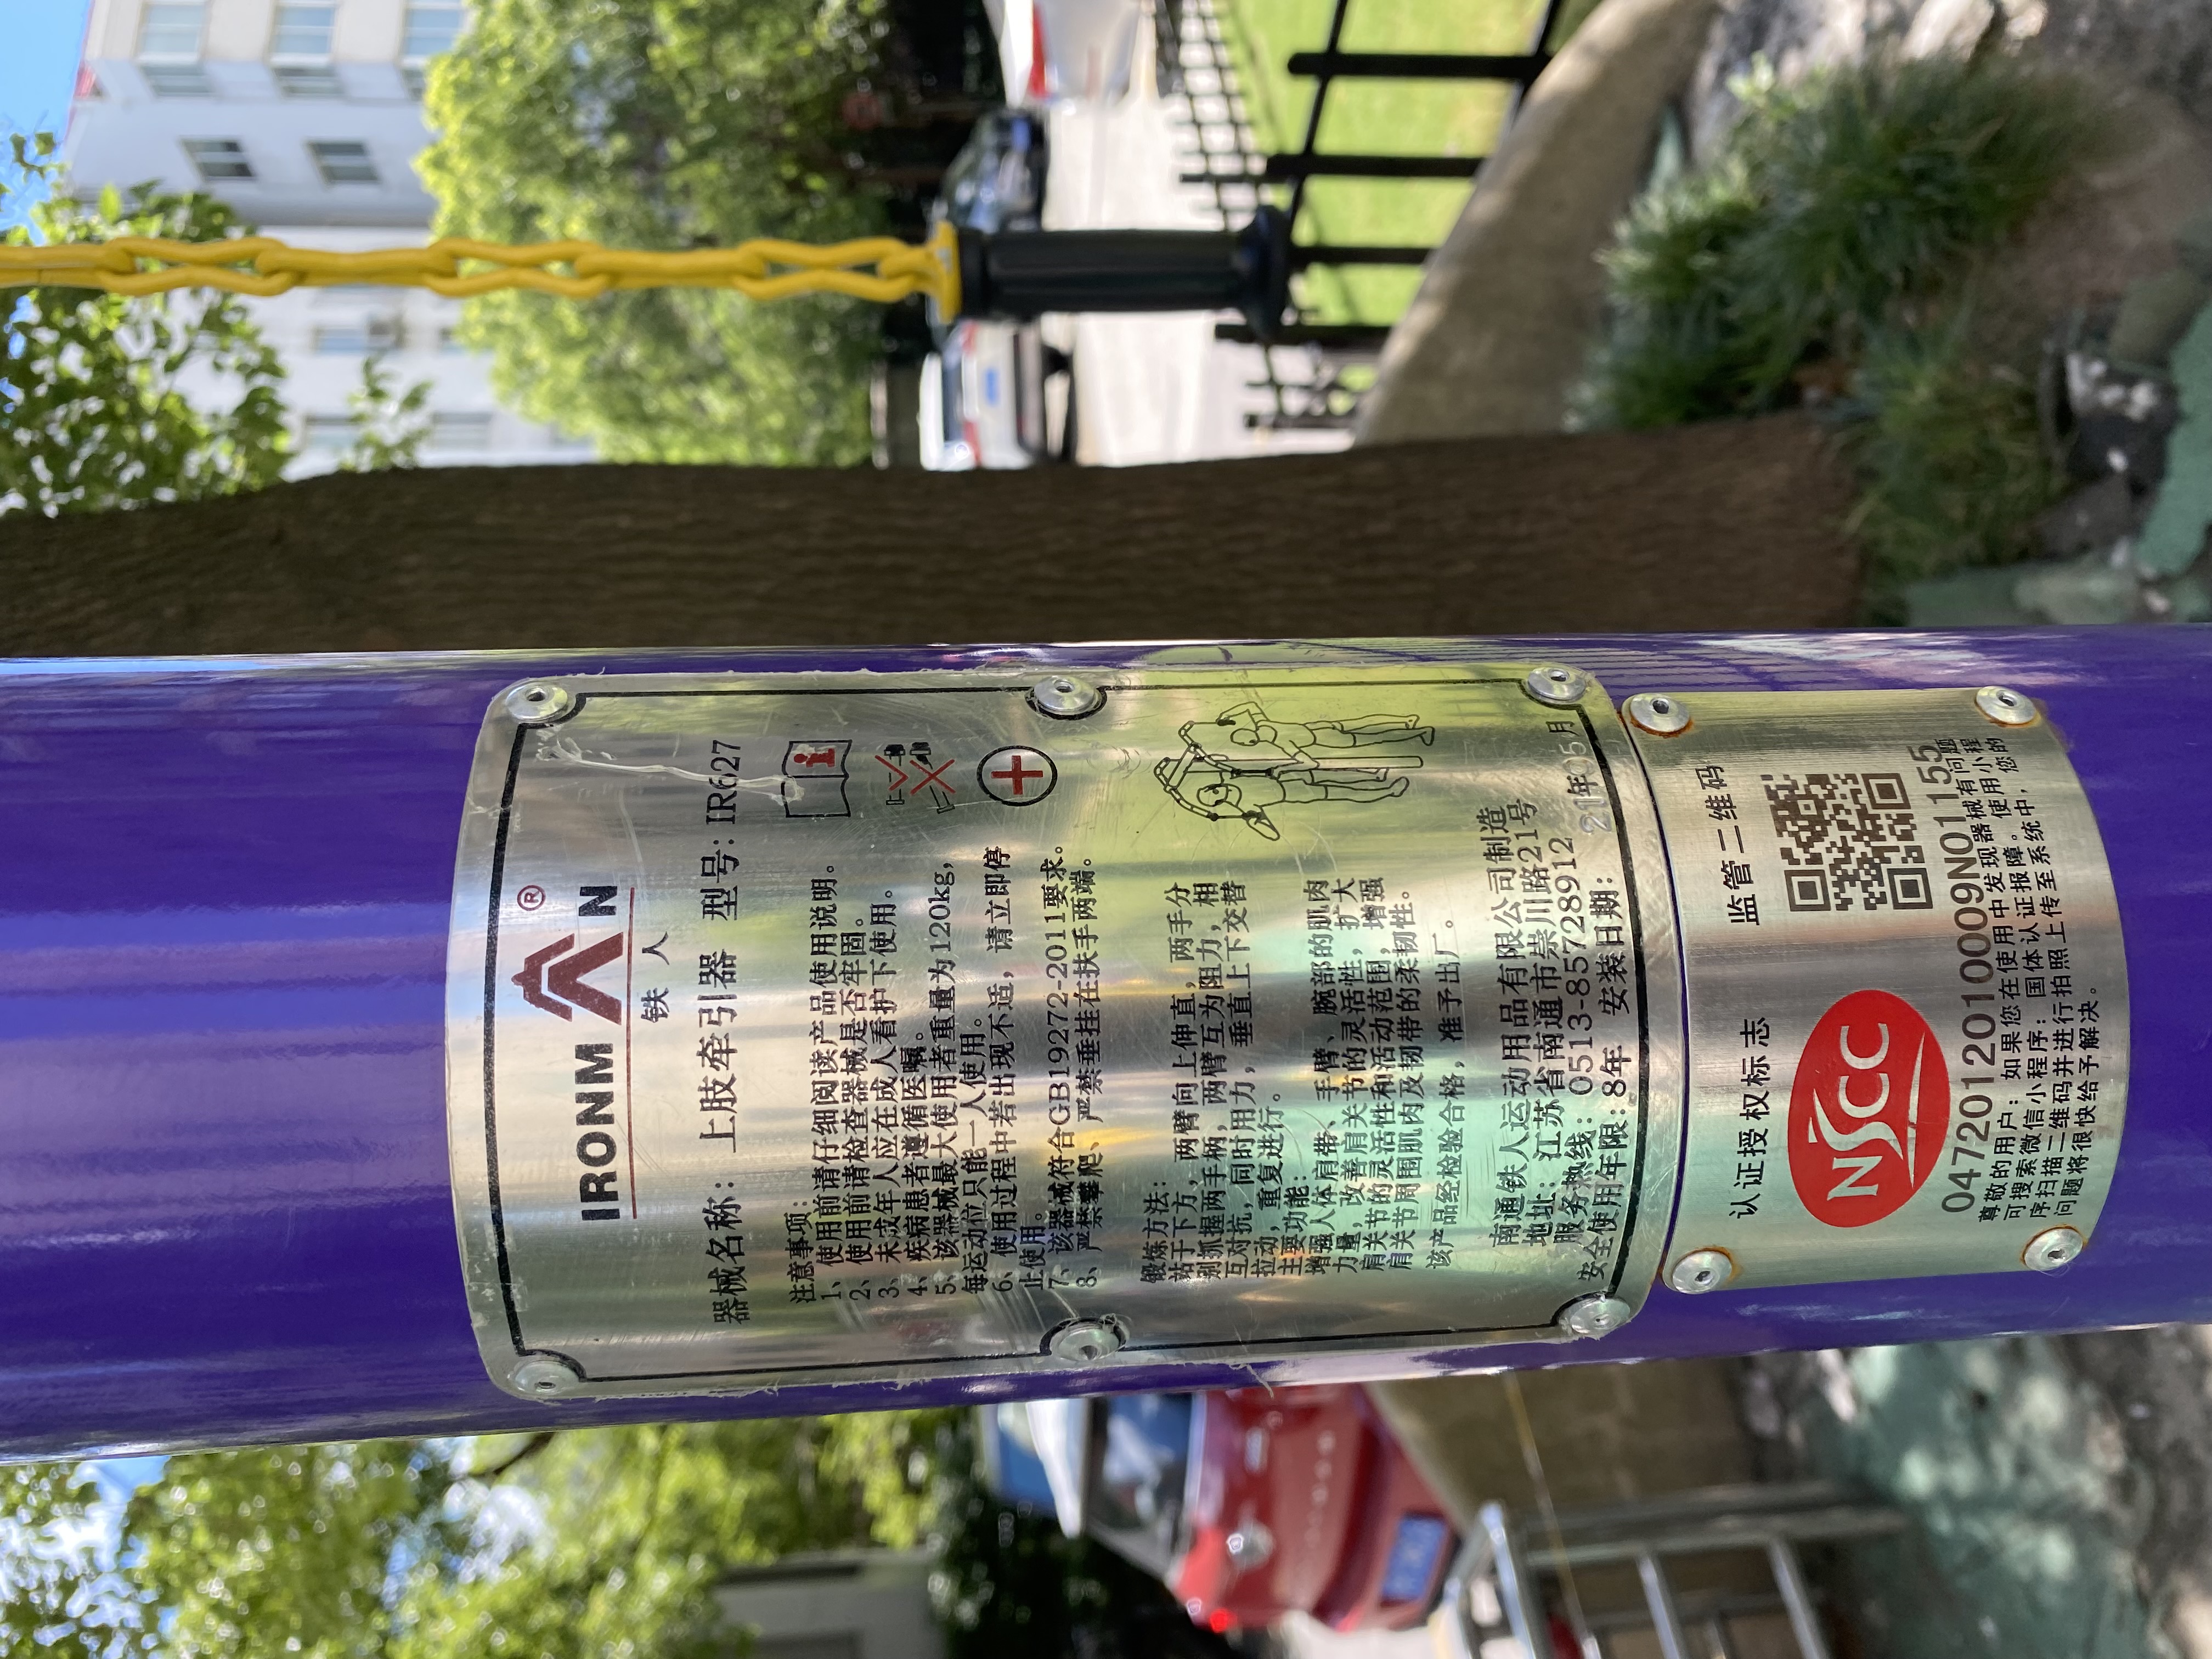 IRONMAN®
铁 人
器械名称：上肢牵引器 型号：IR627
注意事项：
1、使用前请仔细阅读产品使用说明。
2、使用前请检查器械是否牢固。
3、未成年人应在成人看护下使用。
4、疾病患者遵循医嘱。
5、该器械最大使用者重量为120kg，
每运动位只能一人使用。
6、使用过程中若出现不适，请立即停
止使用。
7、该器械符合GB19272-2011要求。
8、严禁攀爬、严禁垂挂在扶手两端。
锻炼方法：
站于下方，两臂向上伸直，两手分
别抓握两手柄，两臂互为阻力，相
互对抗，同时用力，垂直上下交替
拉动，重复进行。
主要功能：
增强人体肩带、手臂、腕部的肌肉
力量，改善肩关节的灵活性，扩大
肩关节的灵活性和活动范围，增强
肩关节周围肌肉及韧带的柔韧性。
该产品经检验合格，准予出厂。
南通铁人运动用品有限公司制造
地址：江苏省南通市崇川路21号
服务热线：0513-85728912
安全使用年限：8年 安装日期：21年05月
认证授权标志 监管二维码
NSCC
0472012010009N01155
尊敬的用户：如果您在使用中发现器械有问题
可搜索微信小程序：国体认证报障。使用小程
序扫描二维码并进行拍照上传至系统中，您的
问题将很快给予解决。